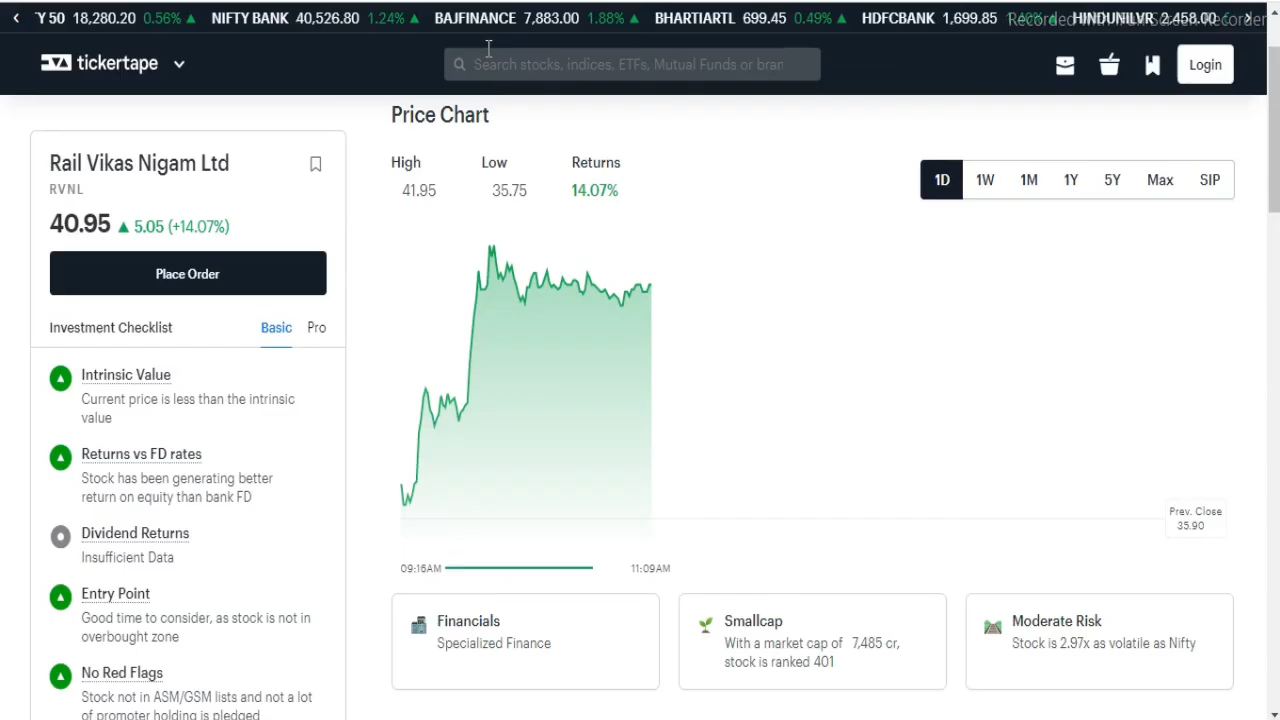 Y 50 18,280.20 0.56% ▲ NIFTY BANK 40,526.80 1.24% ▲ BAJFINANCE 7,883.00 1.88% ▲ BHARTIARTL 699.45 0.49% ▲ HDFCBANK 1,699.85 HINDUNILVR 2,458.00
Recorded with Screen Recorder
tickertape
Search stocks, indices, ETFs, Mutual Funds or bran
Login
Rail Vikas Nigam Ltd
RVNL
40.95 ▲ 5.05 (+14.07%)
Place Order
Investment Checklist Basic Pro
Intrinsic Value
Current price is less than the intrinsic
value
Returns vs FD rates
Stock has been generating better
return on equity than bank FD
Dividend Returns
Insufficient Data
Entry Point
Good time to consider, as stock is not in
overbought zone
No Red Flags
Stock not in ASM/GSM lists and not a lot
of promoter holding is pledged
Price Chart
High Low Returns
41.95 35.75 14.07%
1D 1W 1M 1Y 5Y Max SIP
Prev. Close
35.90
09:16AM 11:09AM
Financials
Specialized Finance
Smallcap
With a market cap of 7,485 cr,
stock is ranked 401
Moderate Risk
Stock is 2.97x as volatile as Nifty